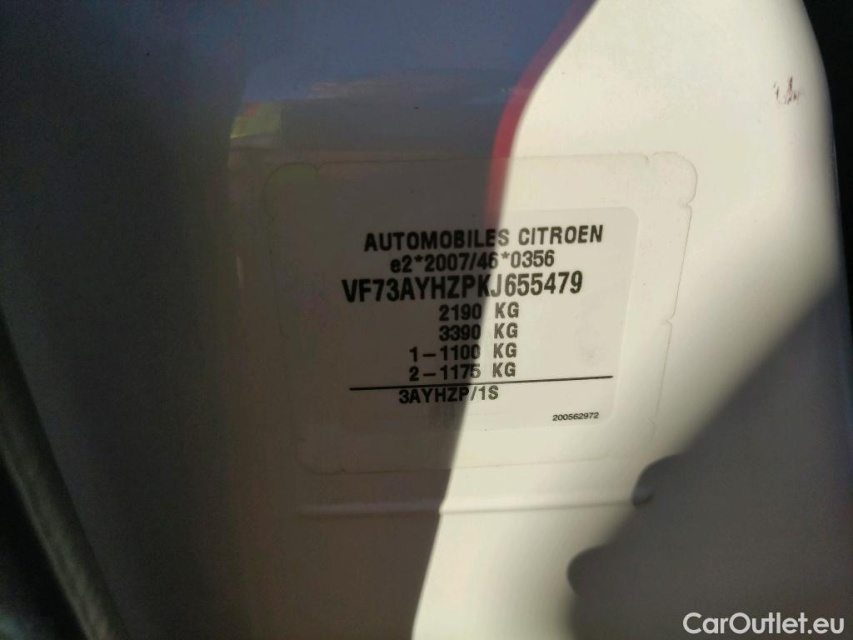 AUTOMOBILES CITROEN
e2*2007/46*0356
VF73AYHZPKJ655479
2190 KG
3390 KG
1-1100 KG
2-1175 KG
3AYHZP/1S
200562972
CarOutlet.eu